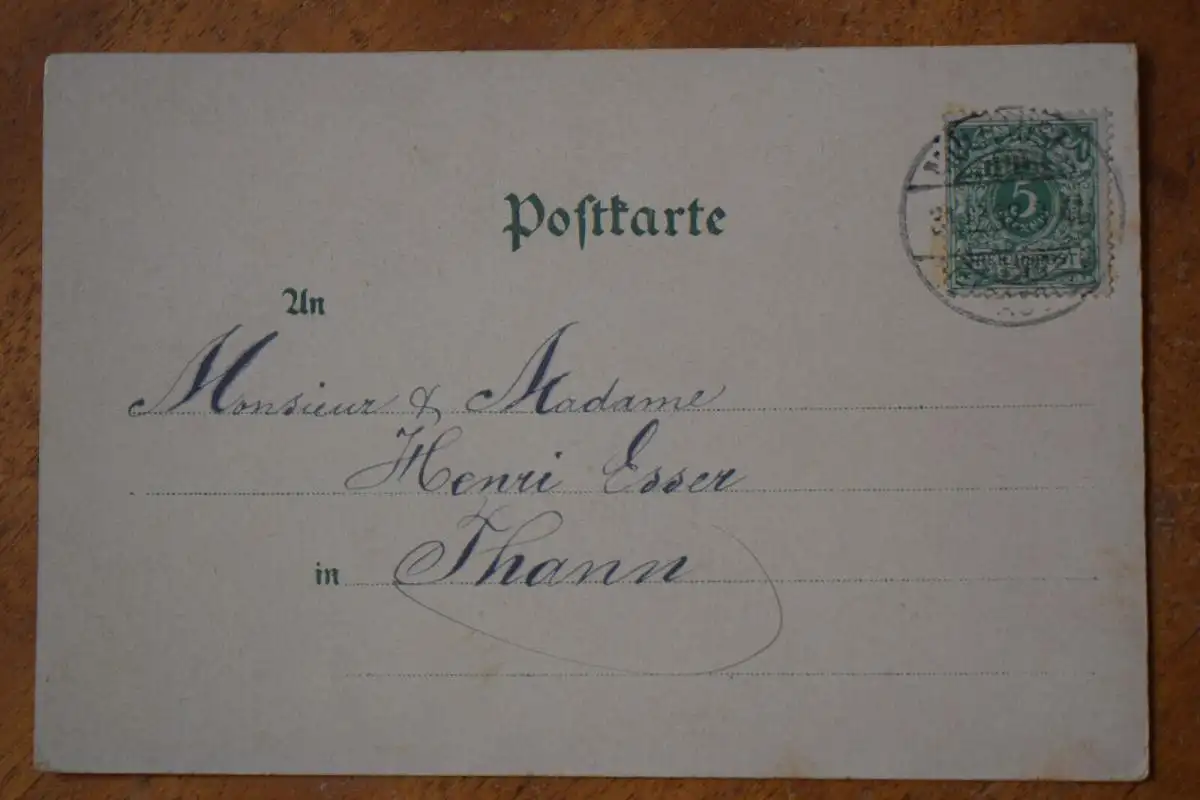 Postkarte
5
An
Monsieur & Madame
Henri Esser
in Thann